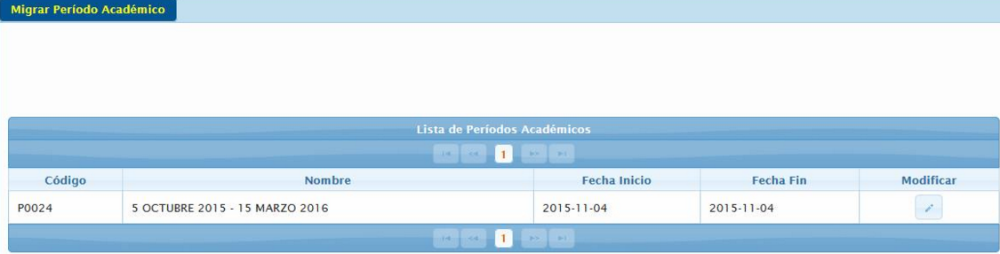 Migrar Período Académico
Lista de Períodos Académicos
1
Código Nombre Fecha Inicio Fecha Fin Modificar
P0024 5 OCTUBRE 2015 - 15 MARZO 2016 2015-11-04 2015-11-04
1